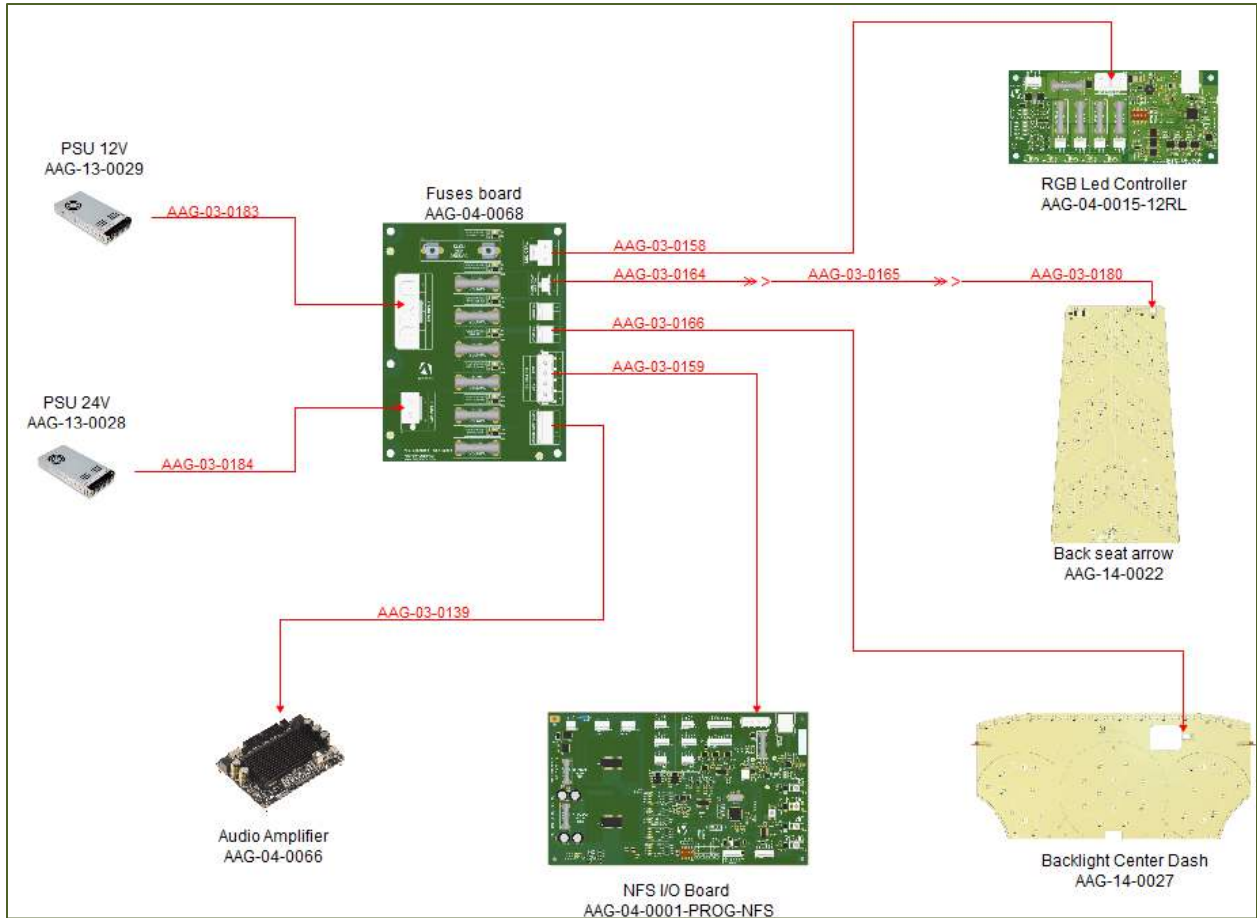 PSU 12V
AAG-13-0029
AAG-03-0183
Fuses board
AAG-04-0068
AAG-03-0158
AAG-03-0164
AAG-03-0165
AAG-03-0180
AAG-03-0166
AAG-03-0159
RGB Led Controller
AAG-04-0015-12RL
PSU 24V
AAG-13-0028
AAG-03-0184
Back seat arrow
AAG-14-0022
AAG-03-0139
Audio Amplifier
AAG-04-0066
NFS I/O Board
AAG-04-0001-PROG-NFS
Backlight Center Dash
AAG-14-0027